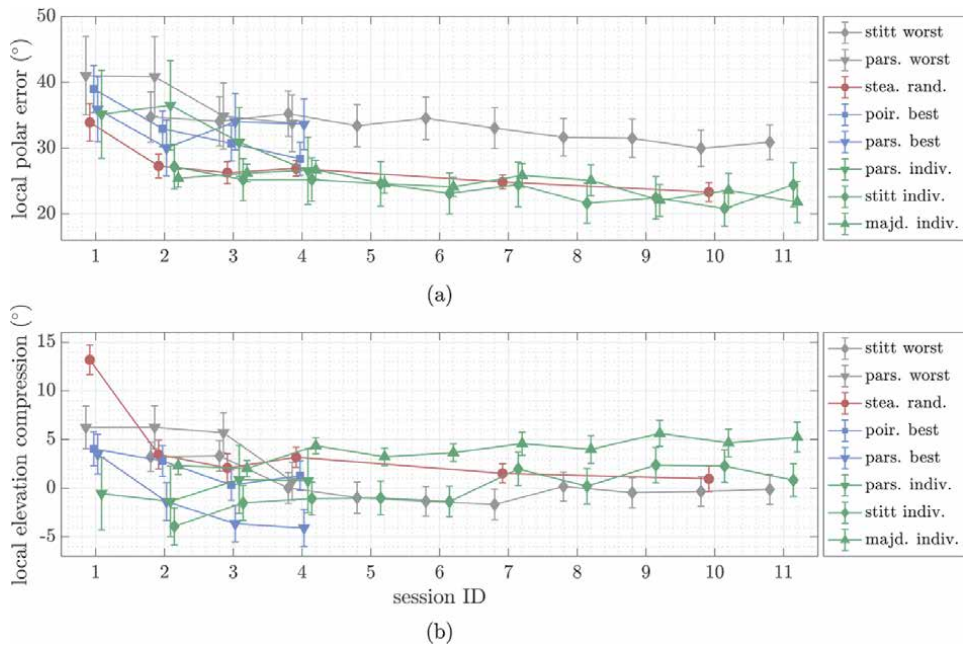 local polar error (°)
50
40
30
20
1 2 3 4 5 6 7 8 9 10 11
stitt worst
pars. worst
stea. rand.
poir. best
pars. best
pars. indiv.
stitt indiv.
majd. indiv.
(a)
local elevation compression (°)
15
10
5
0
-5
1 2 3 4 5 6 7 8 9 10 11
session ID
stitt worst
pars. worst
stea. rand.
poir. best
pars. best
pars. indiv.
stitt indiv.
majd. indiv.
(b)